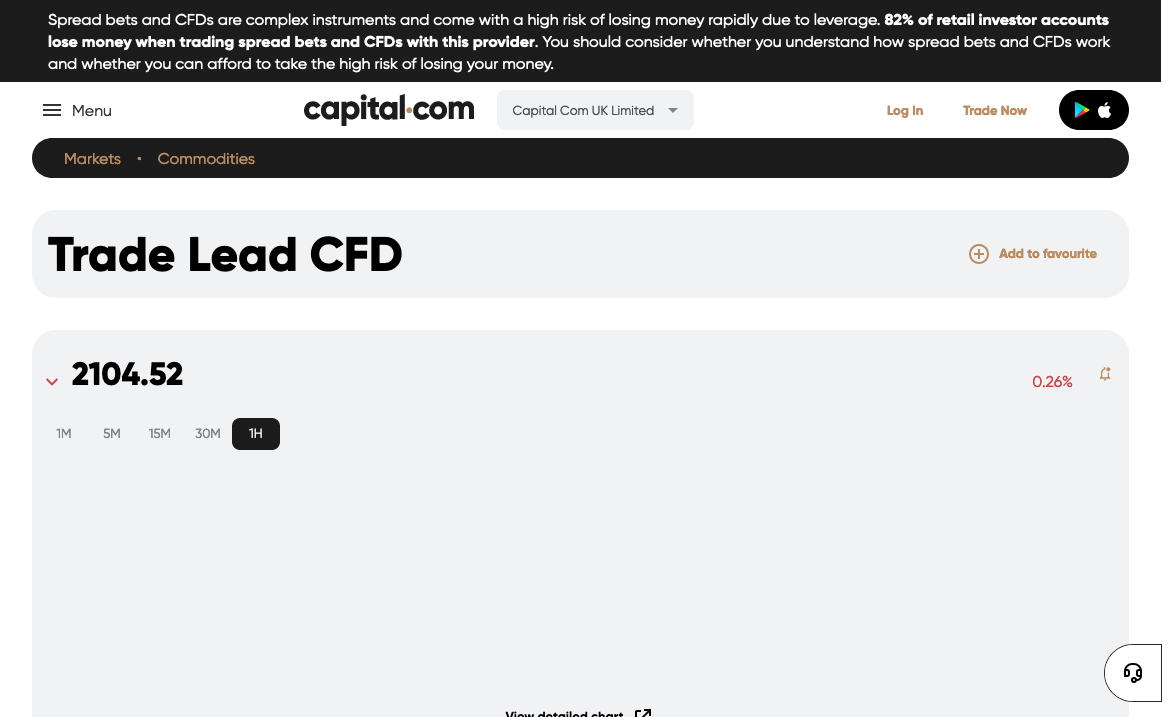 Spread bets and CFDs are complex instruments and come with a high risk of losing money rapidly due to leverage. 82% of retail investor accounts
lose money when trading spread bets and CFDs with this provider. You should consider whether you understand how spread bets and CFDs work
and whether you can afford to take the high risk of losing your money.
Menu
capital.com
Capital Com UK Limited
Log In
Trade Now
Markets · Commodities
Trade Lead CFD
Add to favourite
2104.52
0.26%
1M 5M 15M 30M 1H
View detailed chart